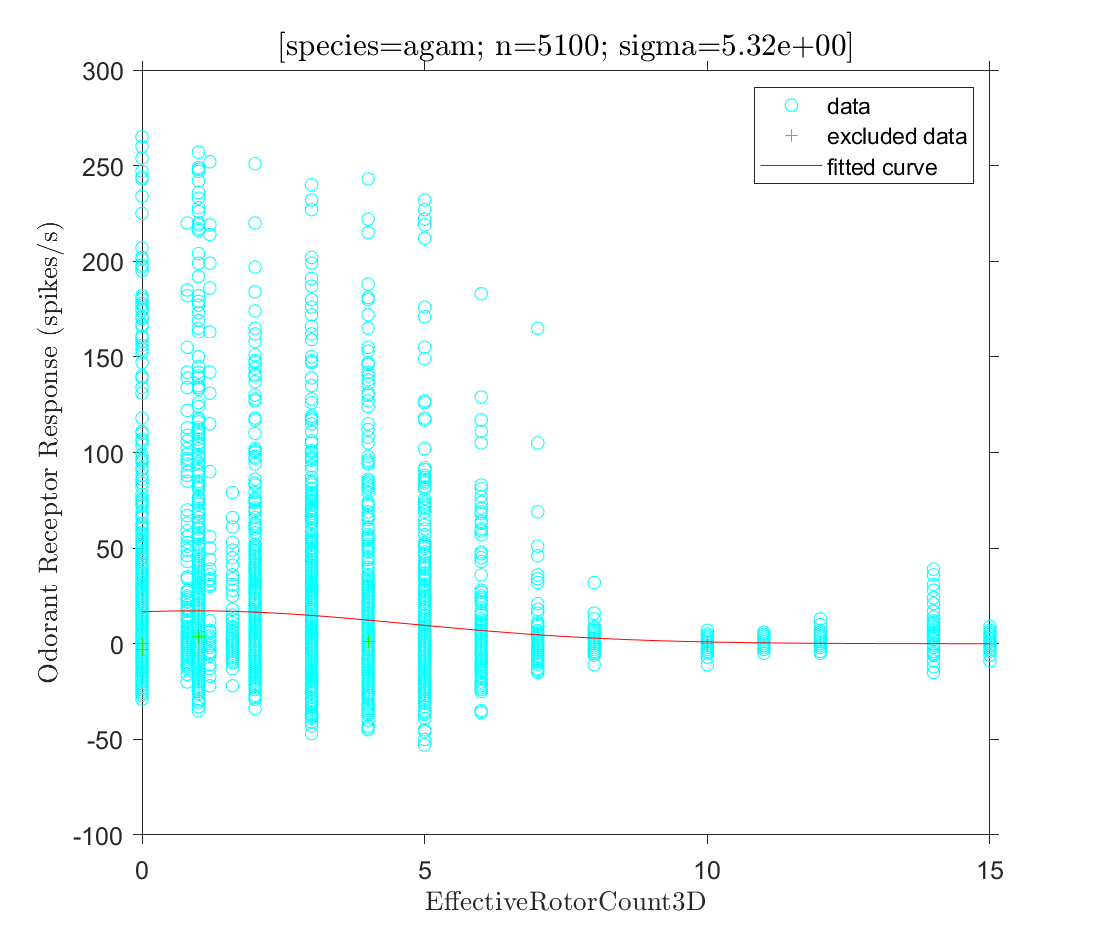 [species=agam; n=5100; sigma=5.32e+00]
300
250
200
150
100
50
0
-50
-100
Odorant Receptor Response (spikes/s)
data
excluded data
fitted curve
0
5
10
15
EffectiveRotorCount3D